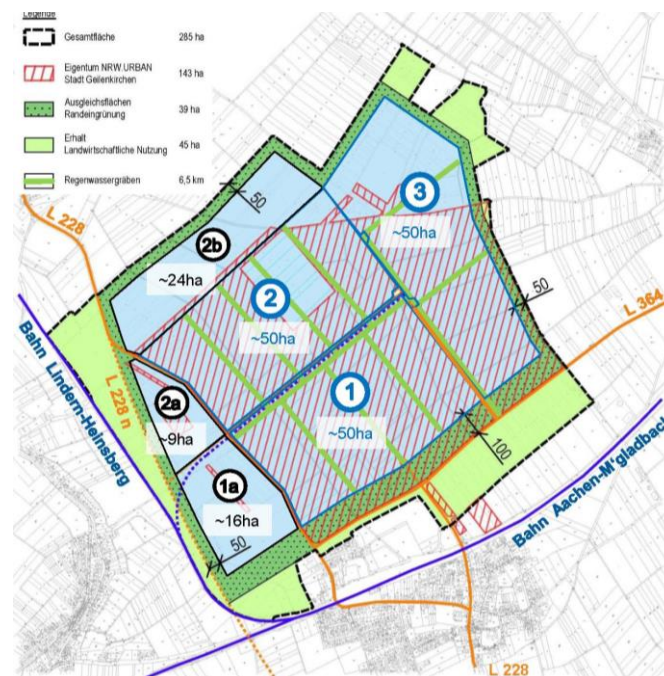 Legende
Gesamtfläche 285 ha
Eigentum NRW.URBAN 143 ha
Stadt Geilenkirchen
Ausgleichsflächen 39 ha
Randeingrünung
Erhalt 45 ha
Landwirtschaftliche Nutzung
Regenwassergräben 6,5 km
L 228
50
3
~50ha
2b
~24ha
2
~50ha
50
L 364
Bahn Lindern-Heinsberg
L 228 n
2a
~9ha
1
~50ha
100
1a
~16ha
50
Bahn Aachen-M'gladbach
L 228